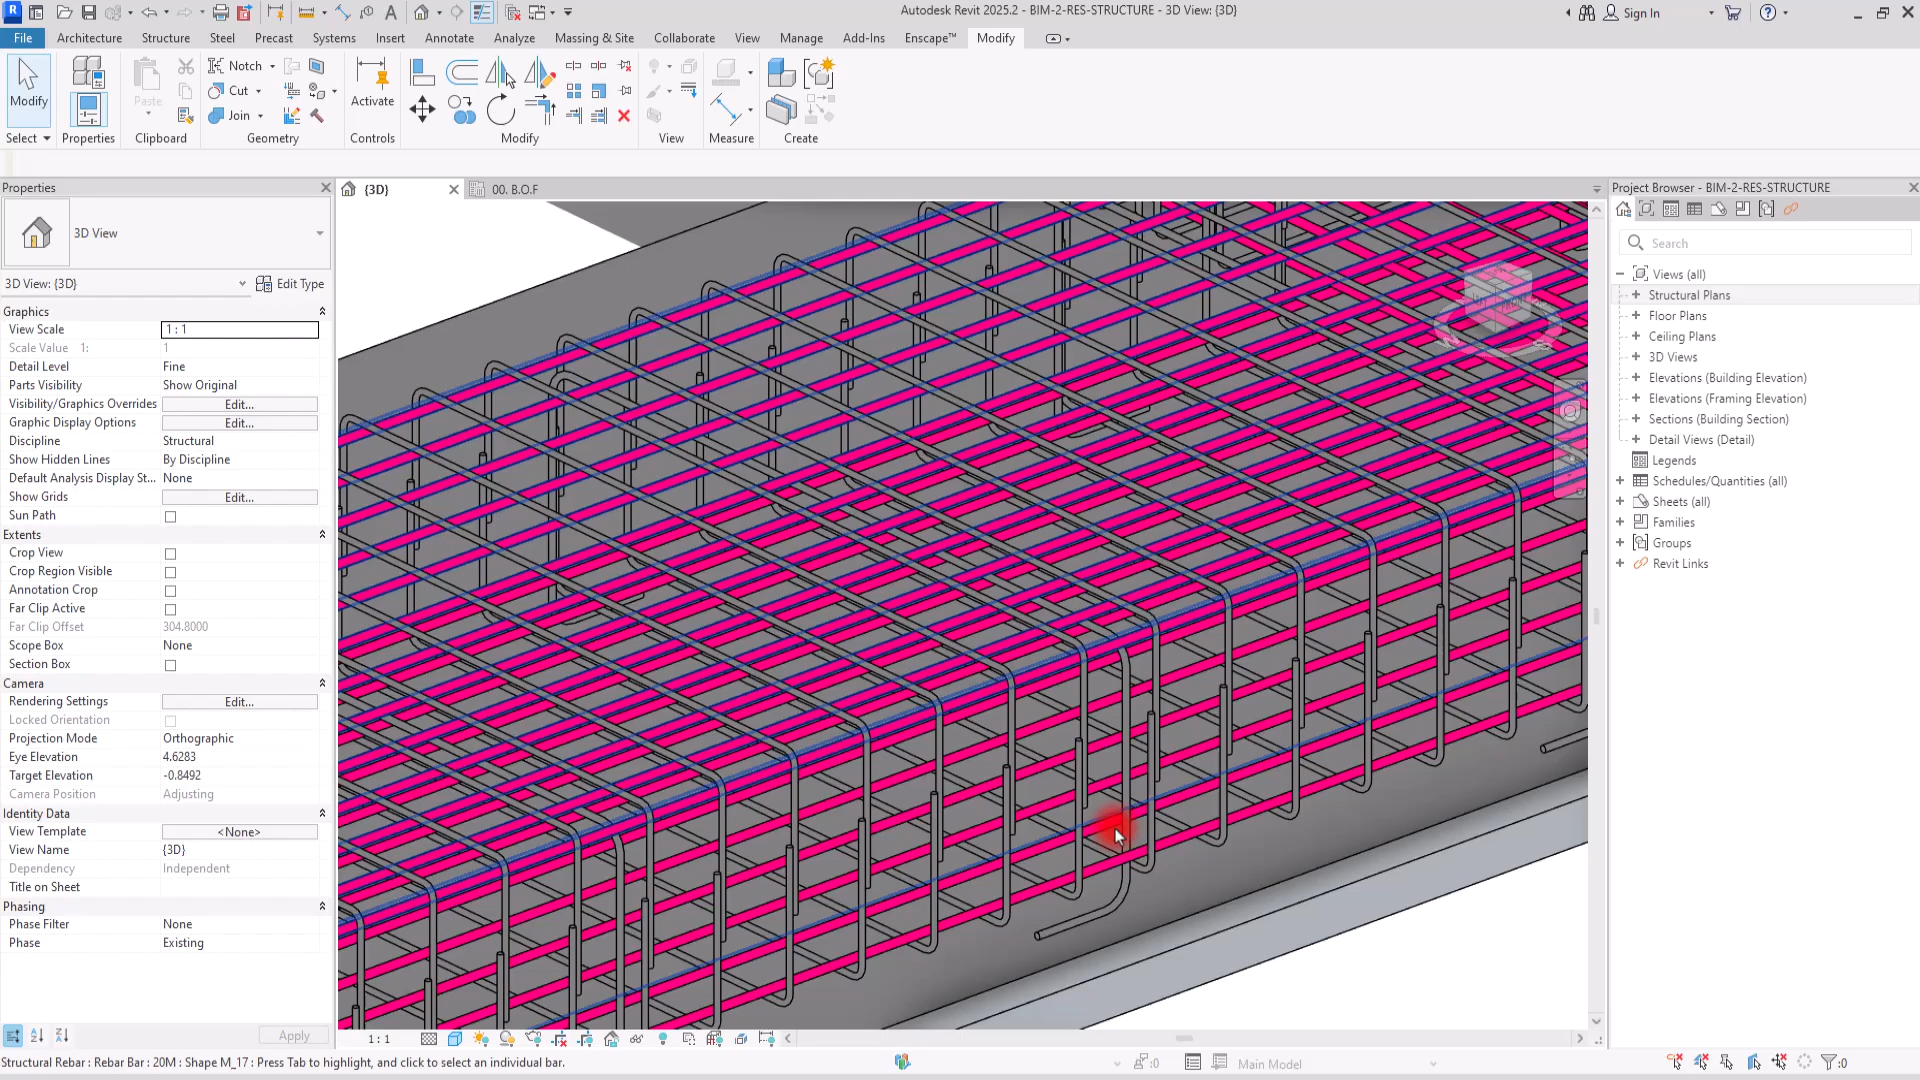 Autodesk Revit 2025.2 - BIM-2-RES-STRUCTURE - 3D View: {3D}
Sign In
File
Architecture
Structure
Steel
Precast
Systems
Insert
Annotate
Analyze
Massing & Site
Collaborate
View
Manage
Add-Ins
Enscape™
Modify
Modify
Paste
Notch
Cut
Join
Activate
Select
Properties
Clipboard
Geometry
Controls
Modify
View
Measure
Create
Properties
3D View
3D View: {3D}
Edit Type
Graphics
View Scale 1 : 1
Scale Value 1: 1
Detail Level Fine
Parts Visibility Show Original
Visibility/Graphics Overrides Edit...
Graphic Display Options Edit...
Discipline Structural
Show Hidden Lines By Discipline
Default Analysis Display St... None
Show Grids Edit...
Sun Path
Extents
Crop View
Crop Region Visible
Annotation Crop
Far Clip Active
Far Clip Offset 304.8000
Scope Box None
Section Box
Camera
Rendering Settings Edit...
Locked Orientation
Projection Mode Orthographic
Eye Elevation 4.6283
Target Elevation -0.8492
Camera Position Adjusting
Identity Data
View Template <None>
View Name {3D}
Dependency Independent
Title on Sheet
Phasing
Phase Filter None
Phase Existing
Apply
{3D}
00. B.O.F
1 : 1
Project Browser - BIM-2-RES-STRUCTURE
Search
Views (all)
Structural Plans
Floor Plans
Ceiling Plans
3D Views
Elevations (Building Elevation)
Elevations (Framing Elevation)
Sections (Building Section)
Detail Views (Detail)
Legends
Schedules/Quantities (all)
Sheets (all)
Families
Groups
Revit Links
Structural Rebar : Rebar Bar : 20M : Shape M_17 : Press Tab to highlight, and click to select an individual bar.
:0
Main Model
:0